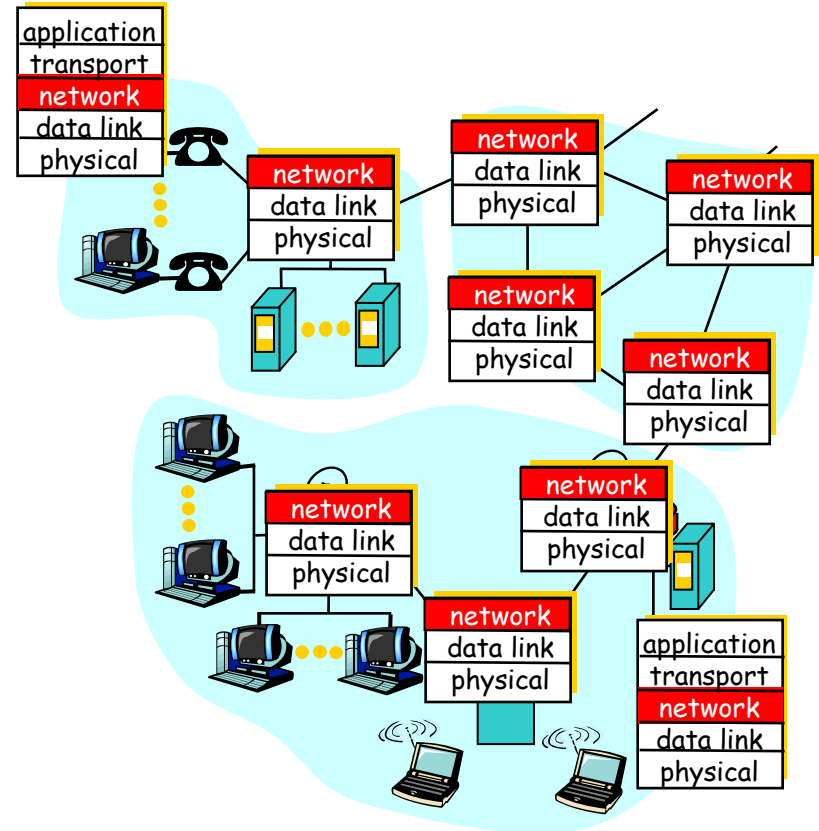 application
transport
network
data link
physical
network
data link
physical
network
data link
physical
network
data link
physical
network
data link
physical
network
data link
physical
network
data link
physical
network
data link
physical
network
data link
physical
application
transport
network
data link
physical